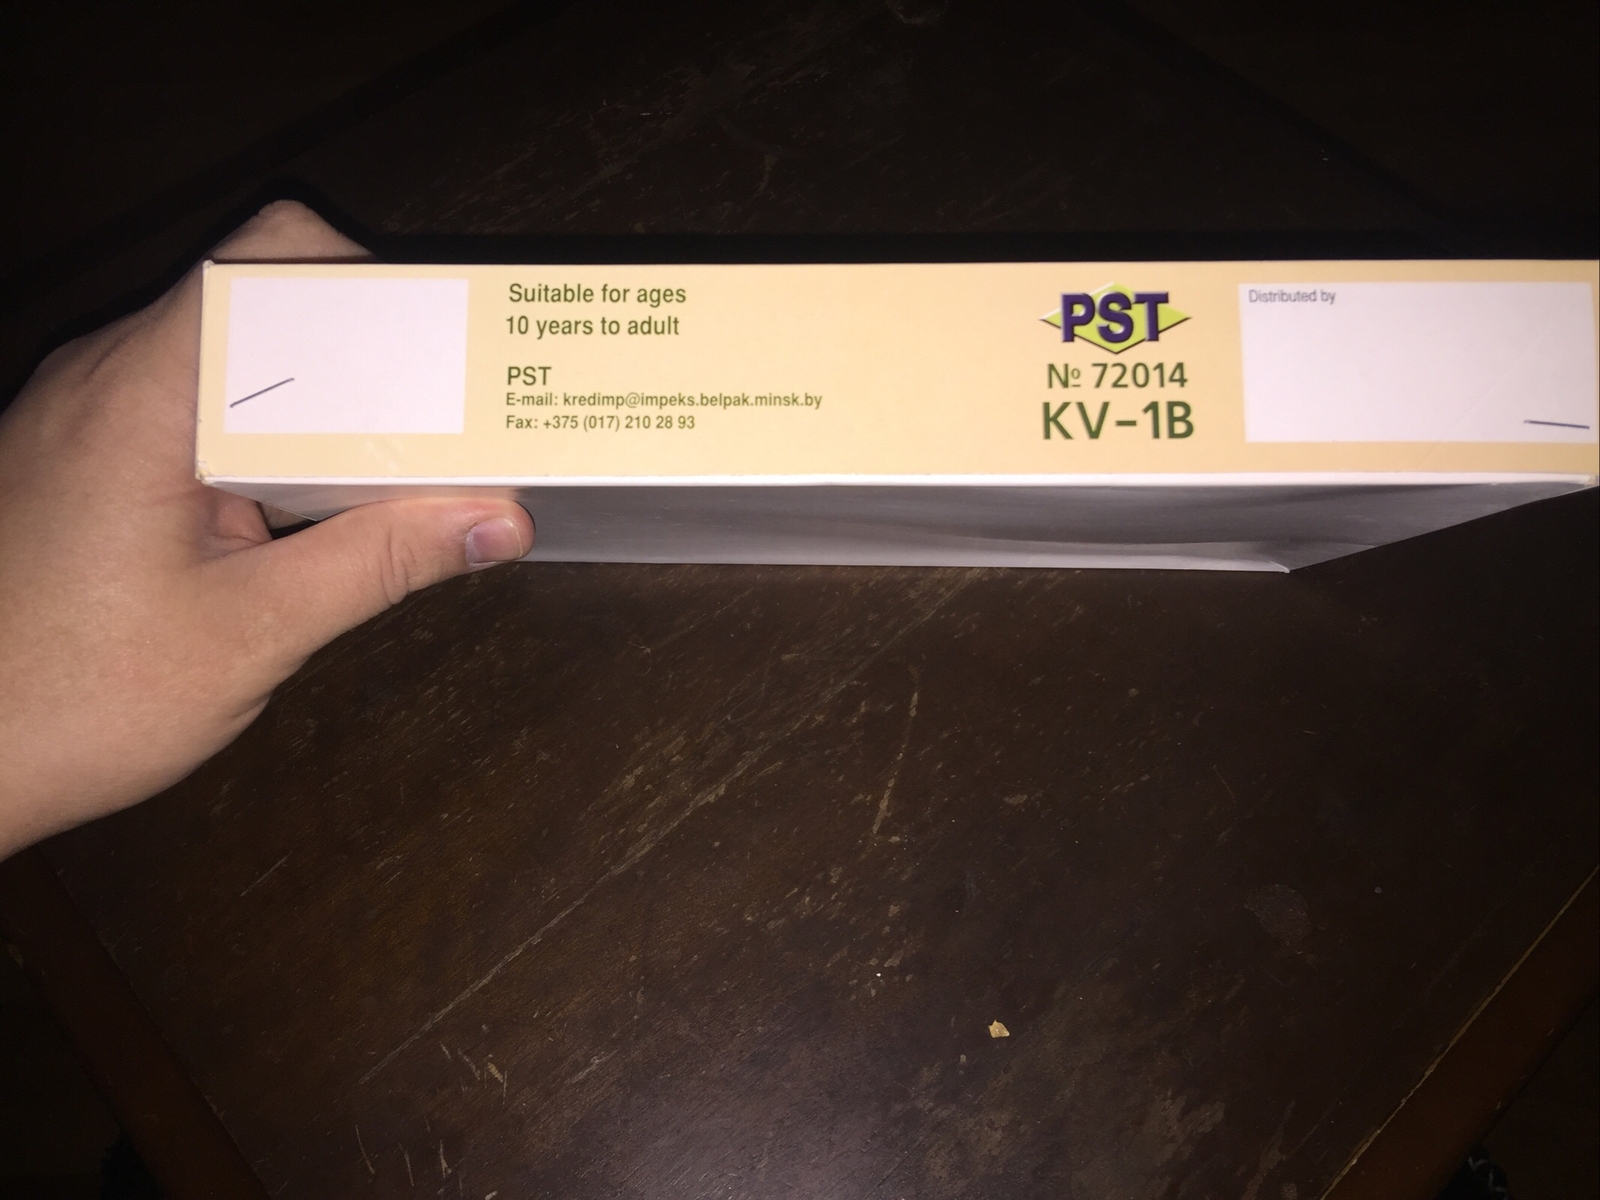 Suitable for ages
10 years to adult
PST
E-mail: kredimp@impeks.belpak.minsk.by
Fax: +375 (017) 210 28 93
PST
№ 72014
KV-1B
Distributed by